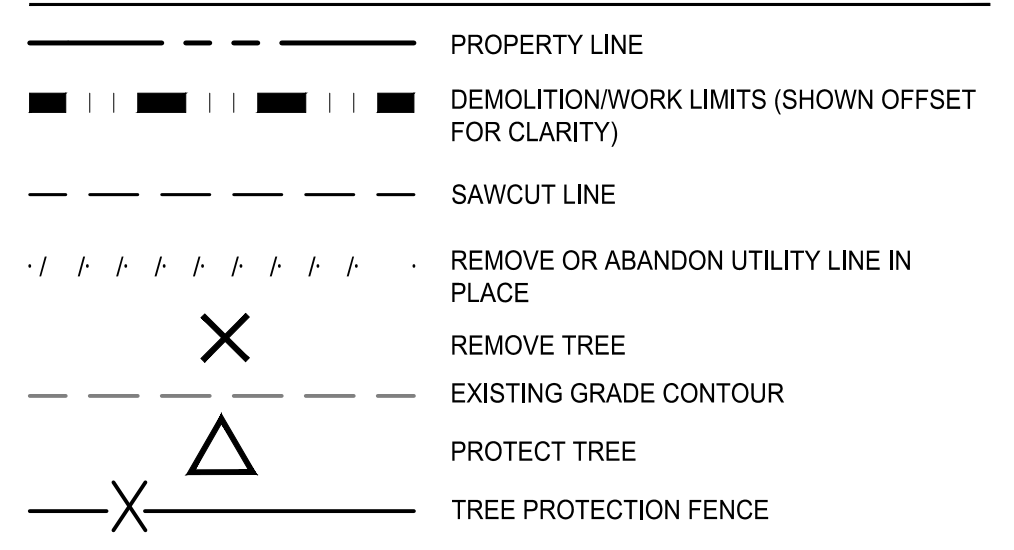 PROPERTY LINE
DEMOLITION/WORK LIMITS (SHOWN OFFSET
FOR CLARITY)
SAWCUT LINE
REMOVE OR ABANDON UTILITY LINE IN
PLACE
REMOVE TREE
EXISTING GRADE CONTOUR
PROTECT TREE
TREE PROTECTION FENCE